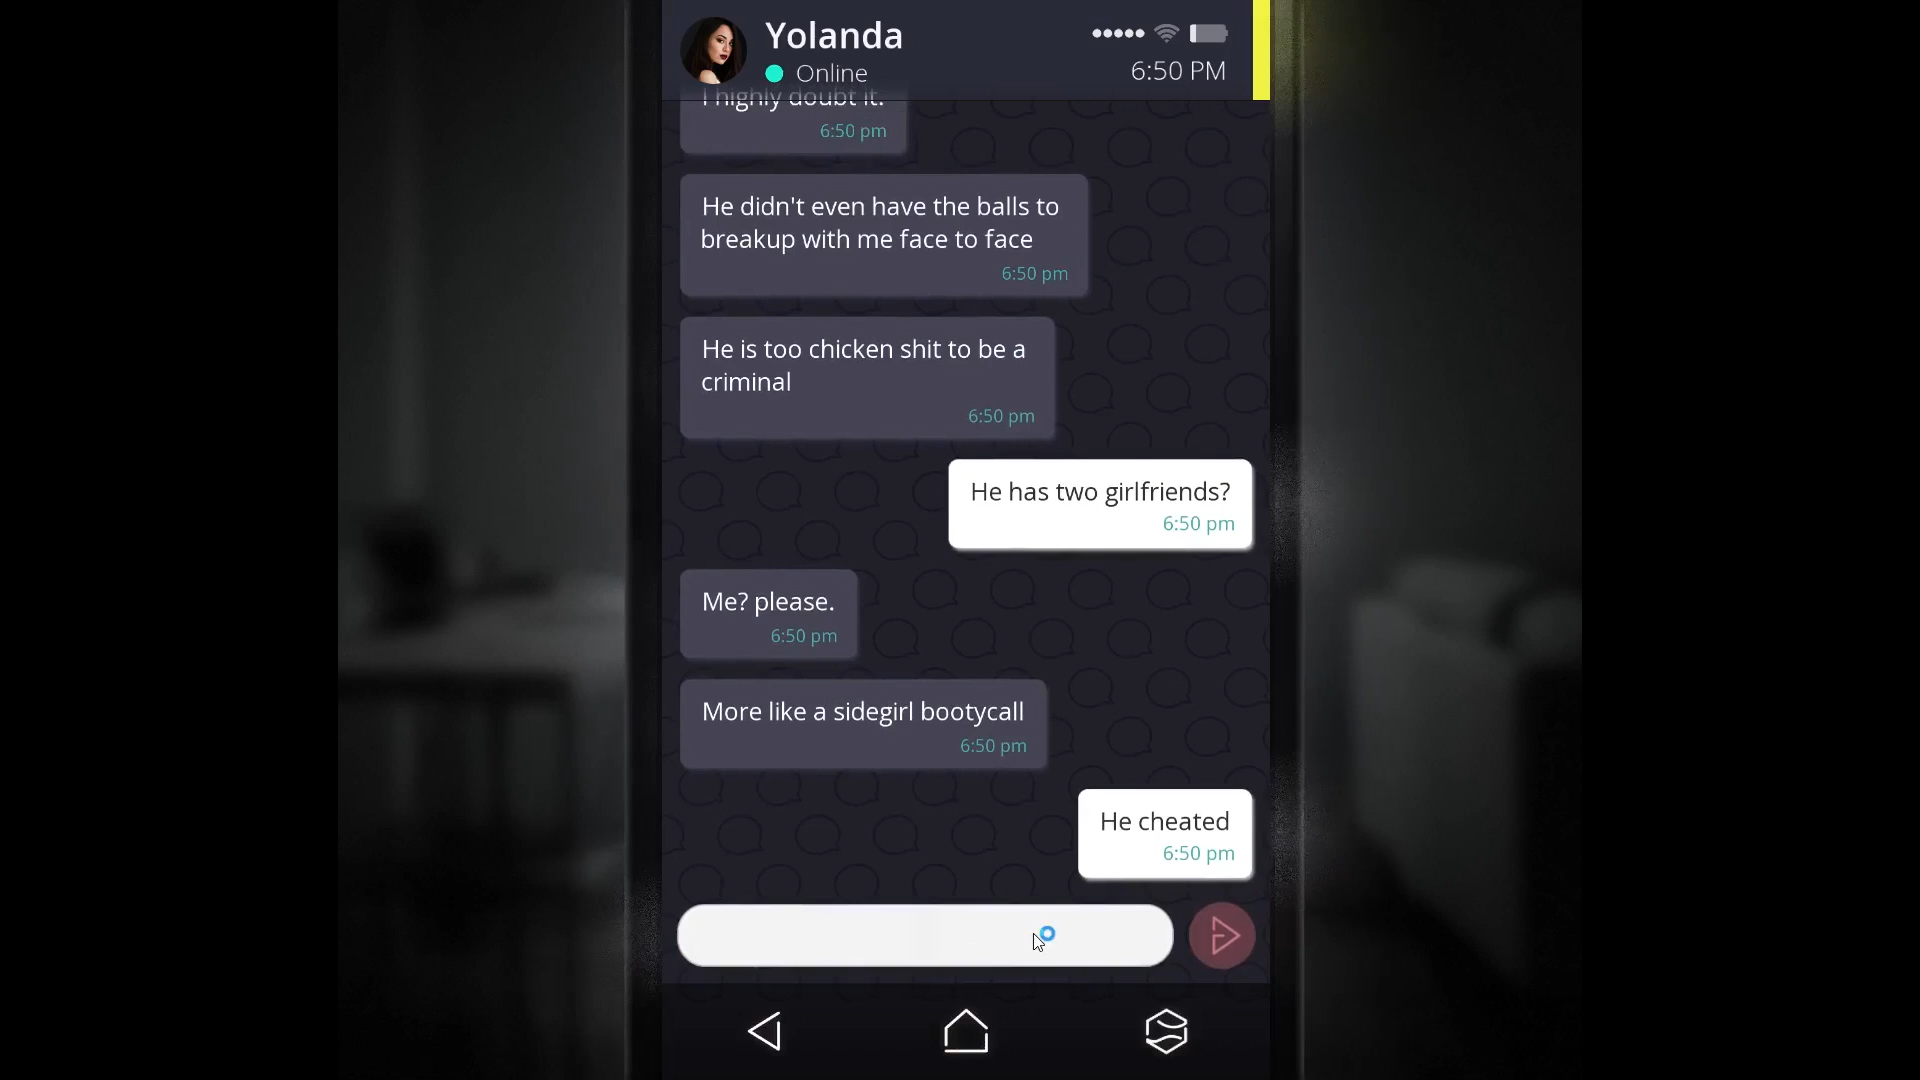 Yolanda
Online
6:50 PM
I highly doubt it.
6:50 pm
He didn't even have the balls to
breakup with me face to face
6:50 pm
He is too chicken shit to be a
criminal
6:50 pm
He has two girlfriends?
6:50 pm
Me? please.
6:50 pm
More like a sidegirl bootycall
6:50 pm
He cheated
6:50 pm